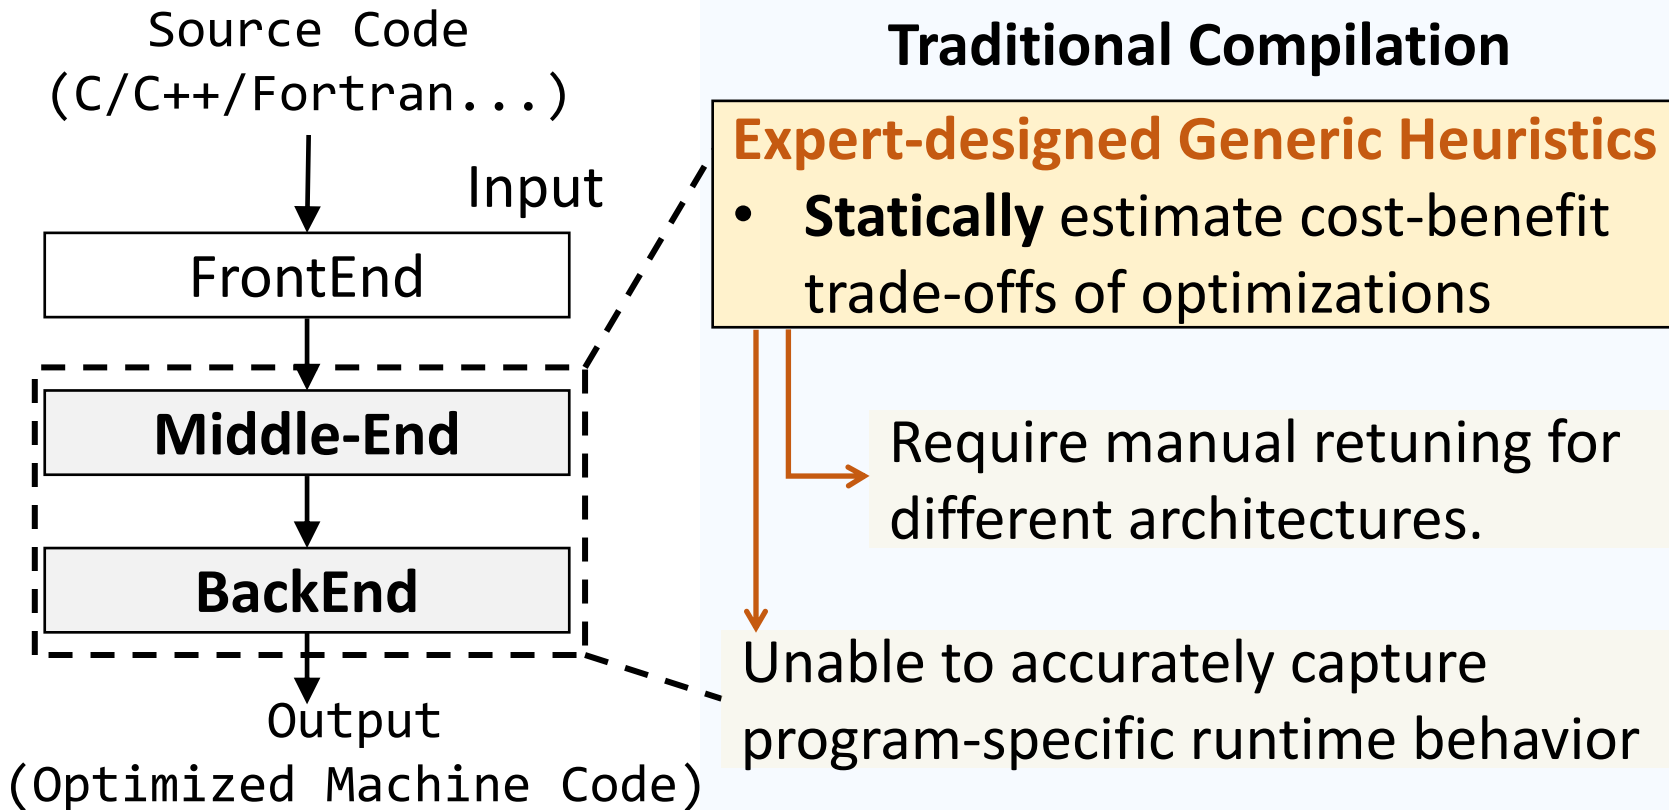 Source Code
(C/C++/Fortran...)
Input
FrontEnd
Middle-End
BackEnd
Output
(Optimized Machine Code)
Traditional Compilation
Expert-designed Generic Heuristics
• Statically estimate cost-benefit
trade-offs of optimizations
Require manual retuning for
different architectures.
Unable to accurately capture
program-specific runtime behavior